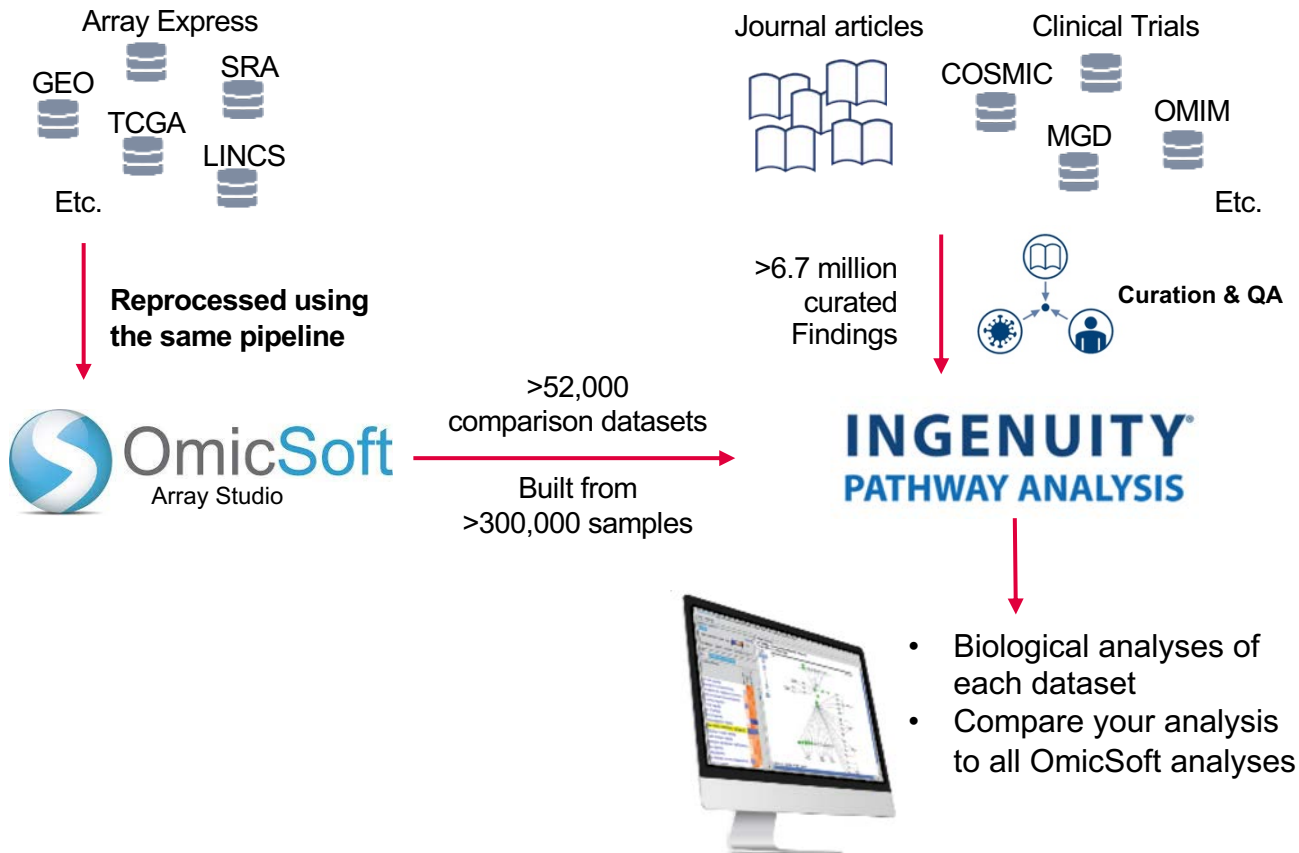 Array Express
GEO
SRA
TCGA
LINCS
Etc.
Journal articles
Clinical Trials
COSMIC
OMIM
MGD
Etc.
Reprocessed using
the same pipeline
>6.7 million
curated
Findings
Curation & QA
OmicSoft
Array Studio
>52,000
comparison datasets
Built from
>300,000 samples
INGENUITY®
PATHWAY ANALYSIS
• Biological analyses of
each dataset
• Compare your analysis
to all OmicSoft analyses